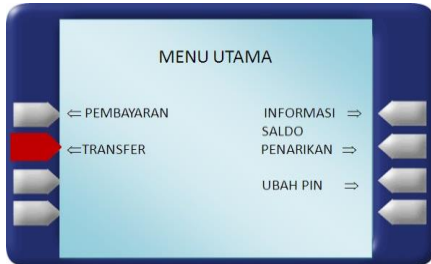 MENU UTAMA
⇐ PEMBAYARAN
INFORMASI ⇒
SALDO
⇐TRANSFER
PENARIKAN ⇒
UBAH PIN ⇒